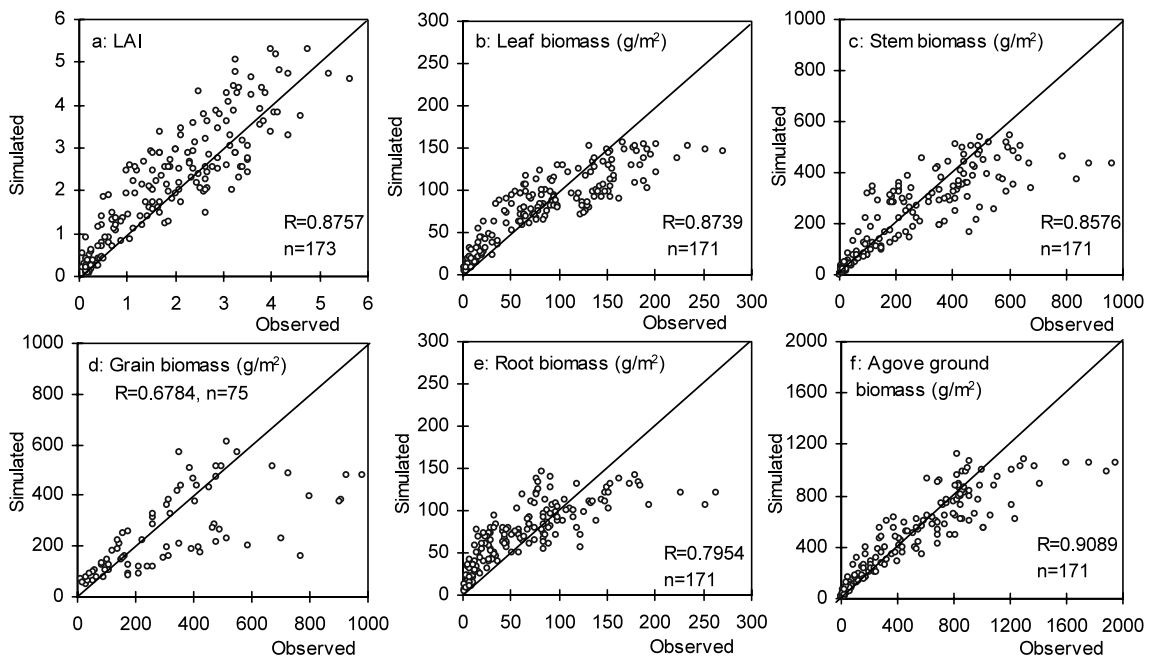 a: LAI
6
5
4
3
2
1
0
Simulated
R=0.8757
n=173
0 1 2 3 4 5 6
Observed
b: Leaf biomass (g/m²)
300
250
200
150
100
50
0
Simulated
R=0.8739
n=171
0 50 100 150 200 250 300
Observed
c: Stem biomass (g/m²)
1000
800
600
400
200
0
Simulated
R=0.8576
n=171
0 200 400 600 800 1000
Observed
d: Grain biomass (g/m²)
R=0.6784, n=75
1000
800
600
400
200
0
Simulated
0 200 400 600 800 1000
Observed
e: Root biomass (g/m²)
300
250
200
150
100
50
0
Simulated
R=0.7954
n=171
0 50 100 150 200 250 300
Observed
f: Agove ground
biomass (g/m²)
2000
1600
1200
800
400
0
Simulated
R=0.9089
n=171
0 400 800 1200 1600 2000
Observed